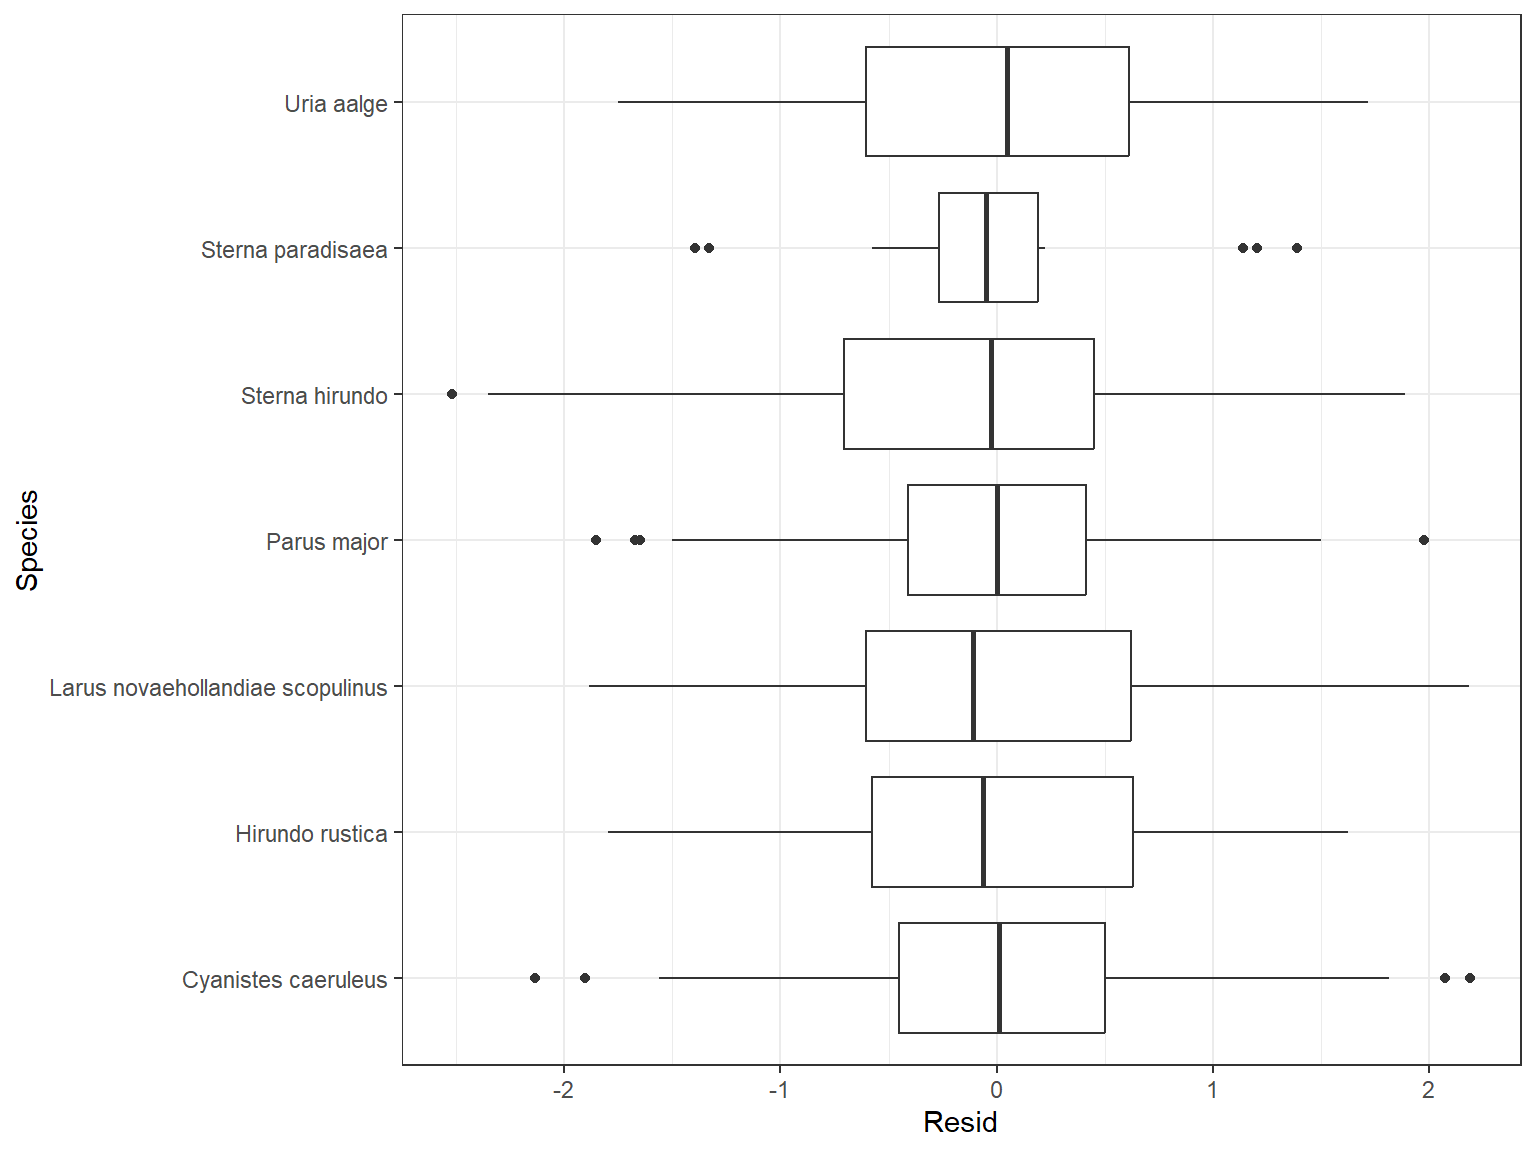 Uria aalge
Sterna paradisaea
Sterna hirundo
Parus major
Larus novaehollandiae scopulinus
Hirundo rustica
Cyanistes caeruleus
Species
-2 -1 0 1 2
Resid